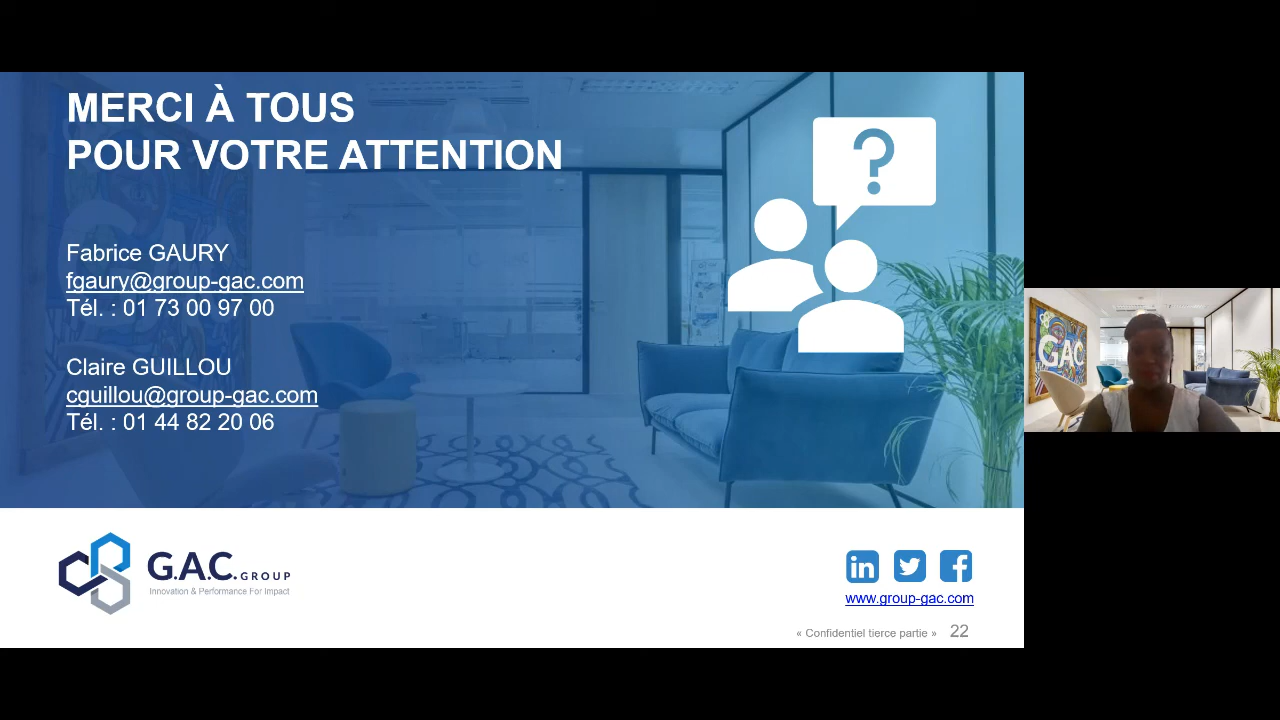 MERCI À TOUS
POUR VOTRE ATTENTION
?
Fabrice GAURY
fgaury@group-gac.com
Tél. : 01 73 00 97 00
Claire GUILLOU
cguillou@group-gac.com
Tél. : 01 44 82 20 06
GAC
G.A.C. GROUP
Innovation & Performance For Impact
in
f
www.group-gac.com
« Confidentiel tierce partie » 22